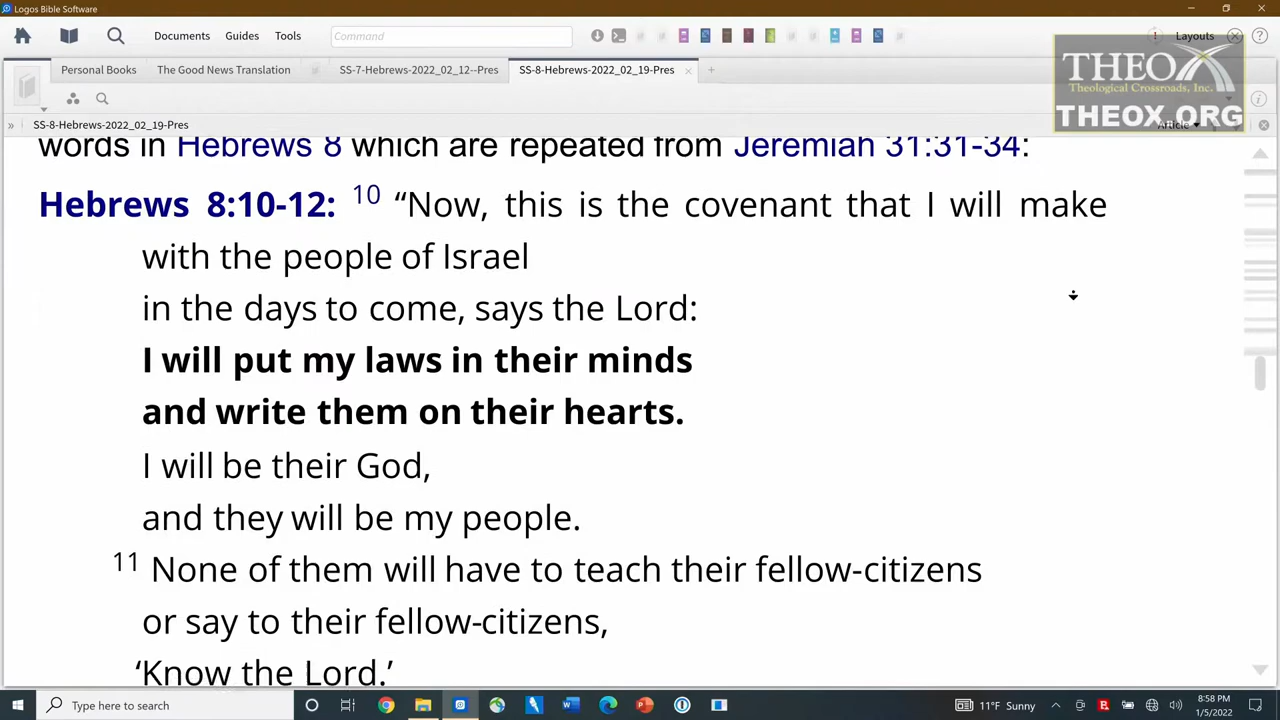 Logos Bible Software
Documents Guides Tools Command Layouts
Personal Books The Good News Translation SS-7-Hebrews-2022_02_12--Pres SS-8-Hebrews-2022_02_19-Pres
THEOX
Theological Crossroads, Inc.
THEOX.ORG
» SS-8-Hebrews-2022_02_19-Pres Article
words in Hebrews 8 which are repeated from Jeremiah 31:31-34:
Hebrews 8:10-12: 10 “Now, this is the covenant that I will make
with the people of Israel
in the days to come, says the Lord:
I will put my laws in their minds
and write them on their hearts.
I will be their God,
and they will be my people.
11 None of them will have to teach their fellow-citizens
or say to their fellow-citizens,
‘Know the Lord.’
Type here to search
11°F Sunny
8:58 PM
1/5/2022